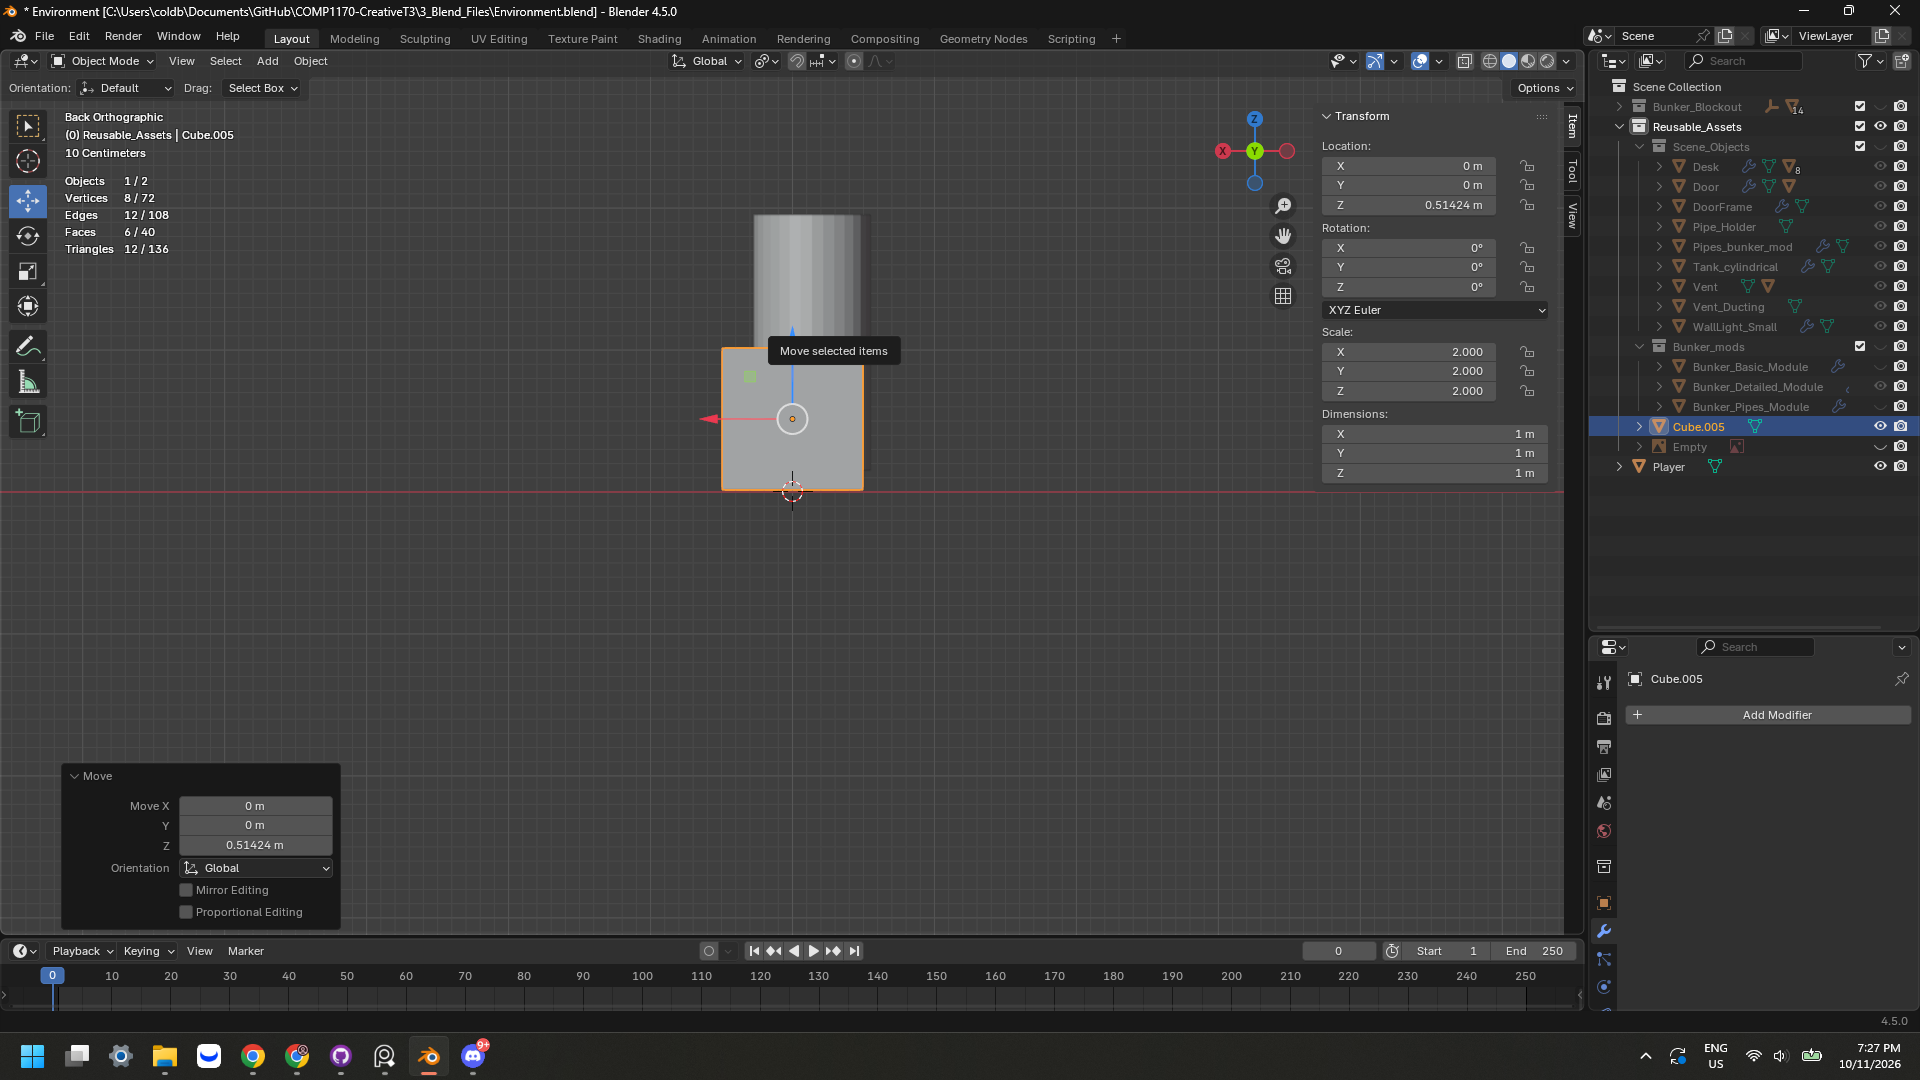 * Environment [C:\Users\coldb\Documents\GitHub\COMP1170-CreativeT3\3_Blend_Files\Environment.blend] - Blender 4.5.0
File Edit Render Window Help
Layout Modeling Sculpting UV Editing Texture Paint Shading Animation Rendering Compositing Geometry Nodes Scripting +
Scene
ViewLayer
Object Mode View Select Add Object
Global
Search
Orientation: Default Drag: Select Box
Options
Back Orthographic
(0) Reusable_Assets | Cube.005
10 Centimeters
Objects 1 / 2
Vertices 8 / 72
Edges 12 / 108
Faces 6 / 40
Triangles 12 / 136
Z
X
Y
Move selected items
Transform
Location:
X 0 m
Y 0 m
Z 0.51424 m
Rotation:
X 0°
Y 0°
Z 0°
XYZ Euler
Scale:
X 2.000
Y 2.000
Z 2.000
Dimensions:
X 1 m
Y 1 m
Z 1 m
Item
Tool
View
Scene Collection
Bunker_Blockout 14
Reusable_Assets
Scene_Objects
Desk 8
Door
DoorFrame
Pipe_Holder
Pipes_bunker_mod
Tank_cylindrical
Vent
Vent_Ducting
WallLight_Small
Bunker_mods
Bunker_Basic_Module
Bunker_Detailed_Module
Bunker_Pipes_Module
Cube.005
Empty
Player
Search
Cube.005
+ Add Modifier
Move
Move X 0 m
Y 0 m
Z 0.51424 m
Orientation Global
Mirror Editing
Proportional Editing
Playback Keying View Marker
0
Start 1
End 250
0 10 20 30 40 50 60 70 80 90 100 110 120 130 140 150 160 170 180 190 200 210 220 230 240 250
4.5.0
9+
ENG
US
7:27 PM
10/11/2026